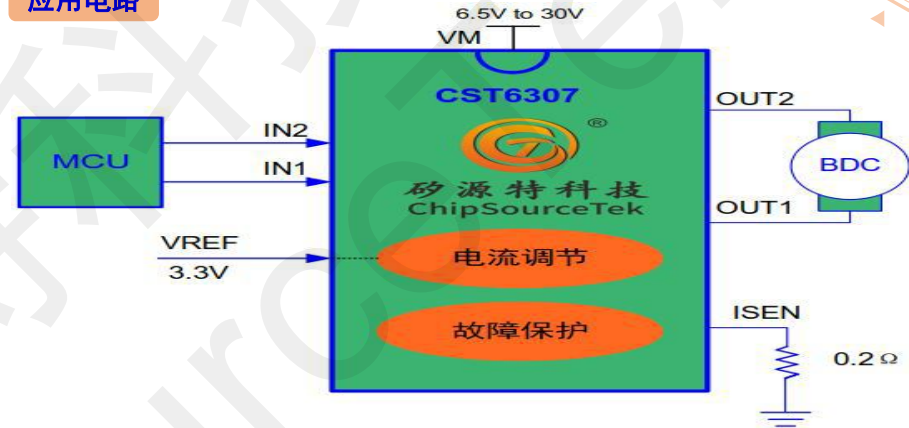 应用电路
6.5V to 30V
VM
CST6307
OUT2
IN2
MCU
IN1
BDC
®
矽源特科技
ChipSourceTek
OUT1
VREF
3.3V
电流调节
ISEN
故障保护
0.2Ω